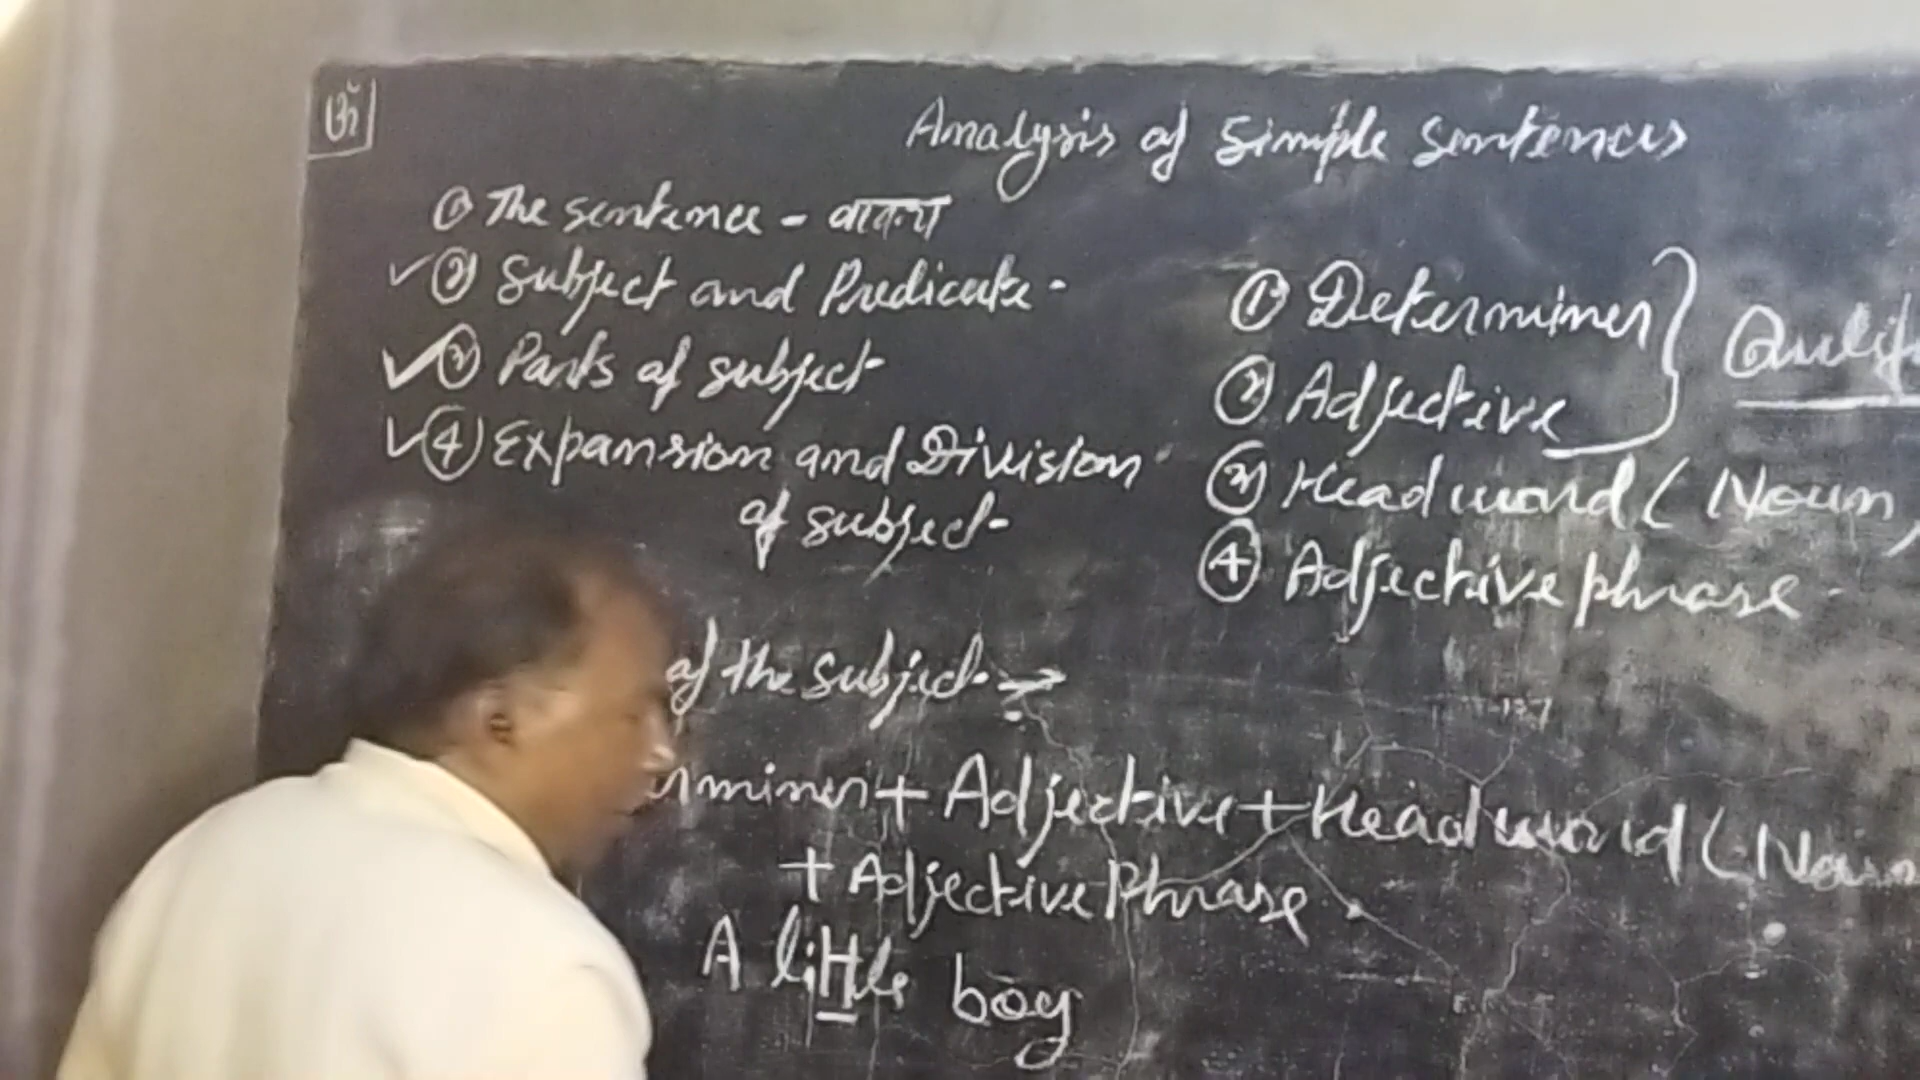 ॐ
Analysis of Simple Sentences
① The sentence - वाक्य
② Subject and Predicate -
③ Parts of subject
④ Expansion and Division
of subject -
① Determiner
② Adjective
③ Head word ( Noun )
④ Adjective phrase
of the subject
+ Adjective + Head word ( Noun
+ Adjective Phrase
A little boy